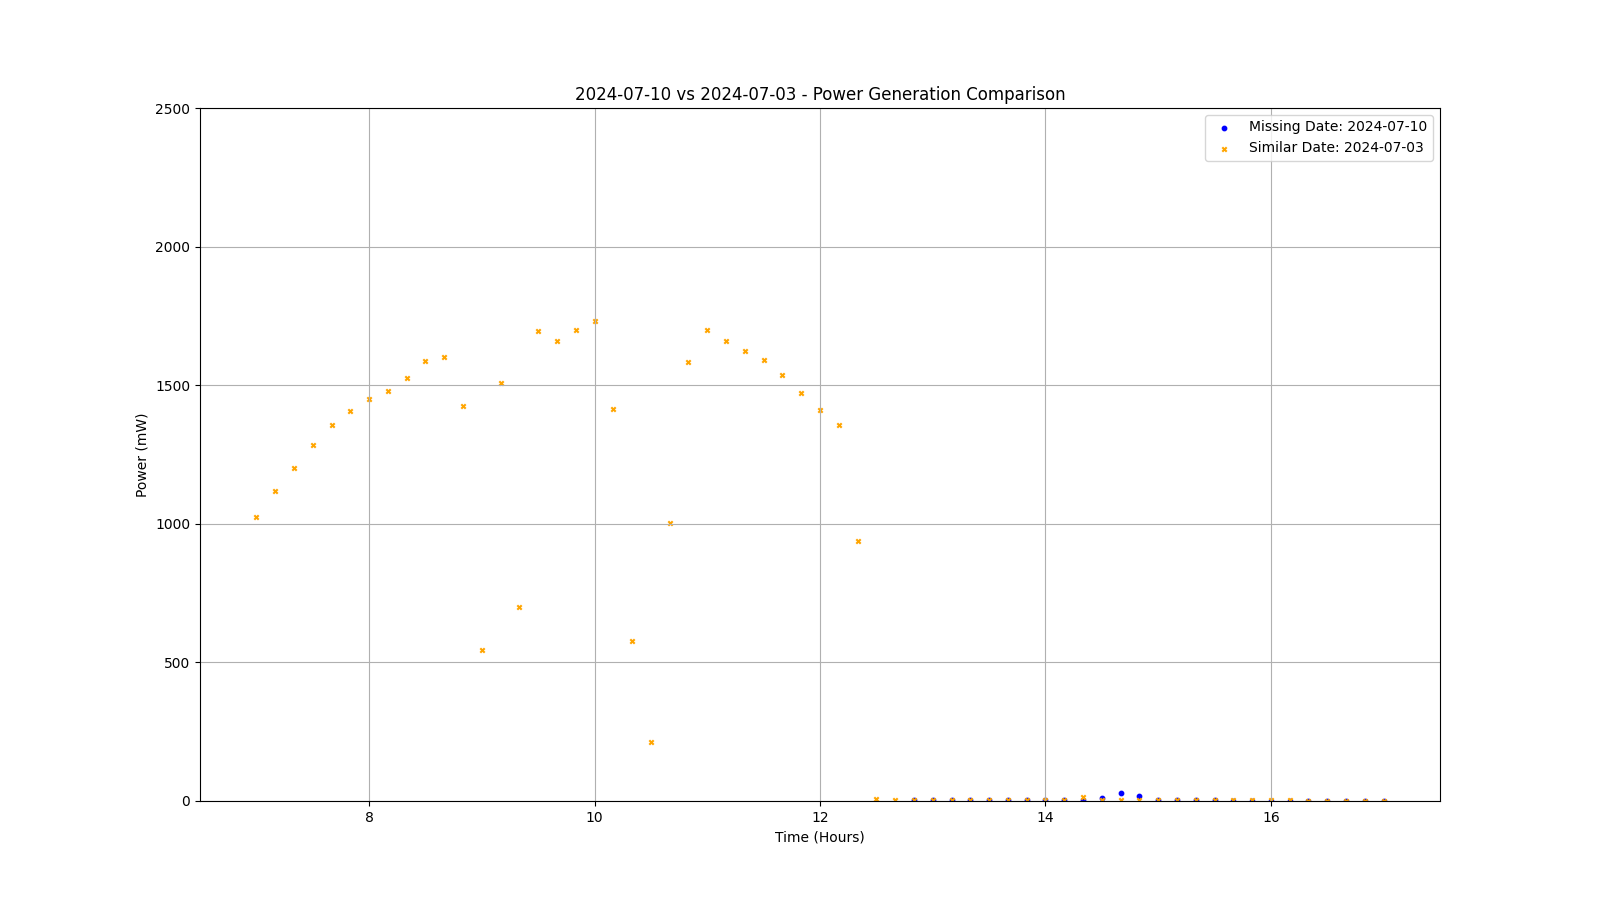 2024-07-10 vs 2024-07-03 - Power Generation Comparison
Missing Date: 2024-07-10
Similar Date: 2024-07-03
2500
2000
1500
1000
500
0
Power (mW)
8
10
12
14
16
Time (Hours)